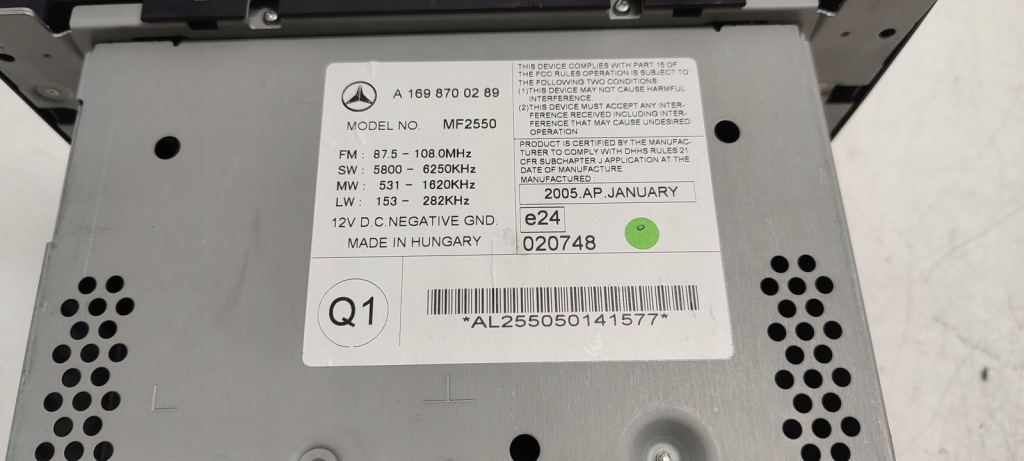 A 169 870 02 89
MODEL NO. MF2550
FM : 87.5 - 108.0MHz
SW : 5800 - 6250KHz
MW : 531 - 1620KHz
LW : 153 - 282KHz
12V D.C.NEGATIVE GND.
MADE IN HUNGARY
THIS DEVICE COMPLIES WITH PART 15 OF
THE FCC RULES OPERATION IS SUBJECT TO
THE FOLLOWING TWO CONDITIONS
(1)THIS DEVICE MAY NOT CAUSE HARMFUL
INTERFERENCE.
(2)THIS DEVICE MUST ACCEPT ANY INTER-
FERENCE RECEIVED INCLUDING INTER-
FERENCE THAT MAY CAUSE UNDESIRED
OPERATION
PRODUCT IS CERTIFIED BY THE MANUFAC-
TURER TO COMPLY WITH DHHS RULES 21
CFR SUBCHAPTER J APPLICATION AT THE
DATE OF MANUFACTURE
MANUFACTURED :
2005.AP.JANUARY
e24
020748
Q1
*AL255050141577*